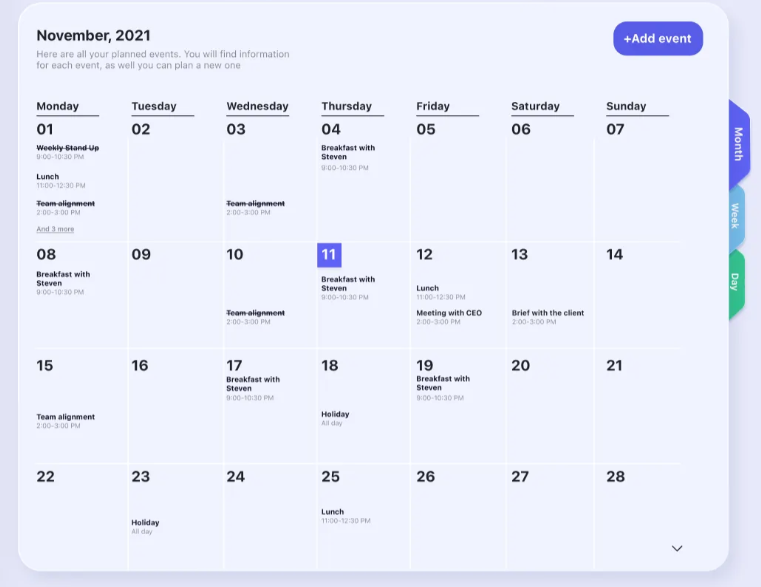 November, 2021
+Add event
Here are all your planned events. You will find information
for each event, as well you can plan a new one
Monday
Tuesday
Wednesday
Thursday
Friday
Saturday
Sunday
01
02
03
04
05
06
07
Weekly Stand Up
9:00-10:30 PM
Lunch
11:00-12:30 PM
Team alignment
2:00-3:00 PM
And 3 more
Team alignment
2:00-3:00 PM
Breakfast with
Steven
9:00-10:30 PM
Month
Week
Day
08
09
10
11
12
13
14
Breakfast with
Steven
9:00-10:30 PM
Team alignment
2:00-3:00 PM
Breakfast with
Steven
9:00-10:30 PM
Lunch
11:00-12:30 PM
Meeting with CEO
2:00-3:00 PM
Brief with the client
2:00-3:00 PM
15
16
17
18
19
20
21
Team alignment
2:00-3:00 PM
Breakfast with
Steven
9:00-10:30 PM
Holiday
All day
Breakfast with
Steven
9:00-10:30 PM
22
23
24
25
26
27
28
Holiday
All day
Lunch
11:00-12:30 PM